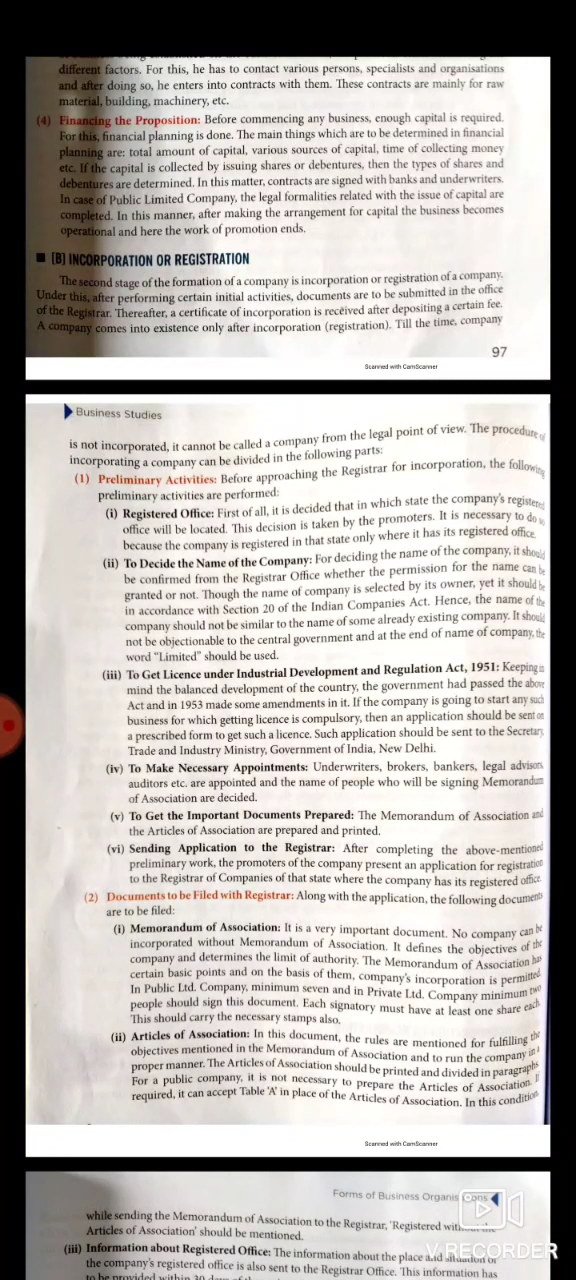 different factors. For this, he has to contact various persons, specialists and organisations
and after doing so, he enters into contracts with them. These contracts are mainly for raw
material, building, machinery, etc.
(4) Financing the Proposition: Before commencing any business, enough capital is required.
For this, financial planning is done. The main things which are to be determined in financial
planning are: total amount of capital, various sources of capital, time of collecting money
etc. If the capital is collected by issuing shares or debentures, then the types of shares and
debentures are determined. In this matter, contracts are signed with banks and underwriters.
In case of Public Limited Company, the legal formalities related with the issue of capital are
completed. In this manner, after making the arrangement for capital the business becomes
operational and here the work of promotion ends.
[B] INCORPORATION OR REGISTRATION
The second stage of the formation of a company is incorporation or registration of a company.
Under this, after performing certain initial activities, documents are to be submitted in the office
of the Registrar. Thereafter, a certificate of incorporation is received after depositing a certain fee.
A company comes into existence only after incorporation (registration). Till the time, company
97
Scanned with CamScanner
Business Studies
is not incorporated, it cannot be called a company from the legal point of view. The procedure of
incorporating a company can be divided in the following parts:
(1) Preliminary Activities: Before approaching the Registrar for incorporation, the following
preliminary activities are performed:
(i) Registered Office: First of all, it is decided that in which state the company's registered
office will be located. This decision is taken by the promoters. It is necessary to do so
because the company is registered in that state only where it has its registered office.
(ii) To Decide the Name of the Company: For deciding the name of the company, it should
be confirmed from the Registrar Office whether the permission for the name can be
granted or not. Though the name of company is selected by its owner, yet it should be
in accordance with Section 20 of the Indian Companies Act. Hence, the name of the
company should not be similar to the name of some already existing company. It should
not be objectionable to the central government and at the end of name of company, the
word "Limited" should be used.
(iii) To Get Licence under Industrial Development and Regulation Act, 1951: Keeping in
mind the balanced development of the country, the government had passed the above
Act and in 1953 made some amendments in it. If the company is going to start any such
business for which getting licence is compulsory, then an application should be sent on
a prescribed form to get such a licence. Such application should be sent to the Secretary,
Trade and Industry Ministry, Government of India, New Delhi.
(iv) To Make Necessary Appointments: Underwriters, brokers, bankers, legal advisors,
auditors etc. are appointed and the name of people who will be signing Memorandum
of Association are decided.
(v) To Get the Important Documents Prepared: The Memorandum of Association and
the Articles of Association are prepared and printed.
(vi) Sending Application to the Registrar: After completing the above-mentioned
preliminary work, the promoters of the company present an application for registration
to the Registrar of Companies of that state where the company has its registered office.
(2) Documents to be Filed with Registrar: Along with the application, the following documents
are to be filed:
(i) Memorandum of Association: It is a very important document. No company can be
incorporated without Memorandum of Association. It defines the objectives of the
company and determines the limit of authority. The Memorandum of Association has
certain basic points and on the basis of them, company's incorporation is permitted.
In Public Ltd. Company, minimum seven and in Private Ltd. Company minimum two
people should sign this document. Each signatory must have at least one share each.
This should carry the necessary stamps also.
(ii) Articles of Association: In this document, the rules are mentioned for fulfilling the
objectives mentioned in the Memorandum of Association and to run the company in a
proper manner. The Articles of Association should be printed and divided in paragraphs.
For a public company, it is not necessary to prepare the Articles of Association. If
required, it can accept Table 'A' in place of the Articles of Association. In this condition
Scanned with CamScanner
Forms of Business Organis
while sending the Memorandum of Association to the Registrar, 'Registered
Articles of Association' should be mentioned.
(iii) Information about Registered Office: The information about the place and situation of
the company's registered office is also sent to the Registrar Office. This information has
to be provided within 30
V RECORDER